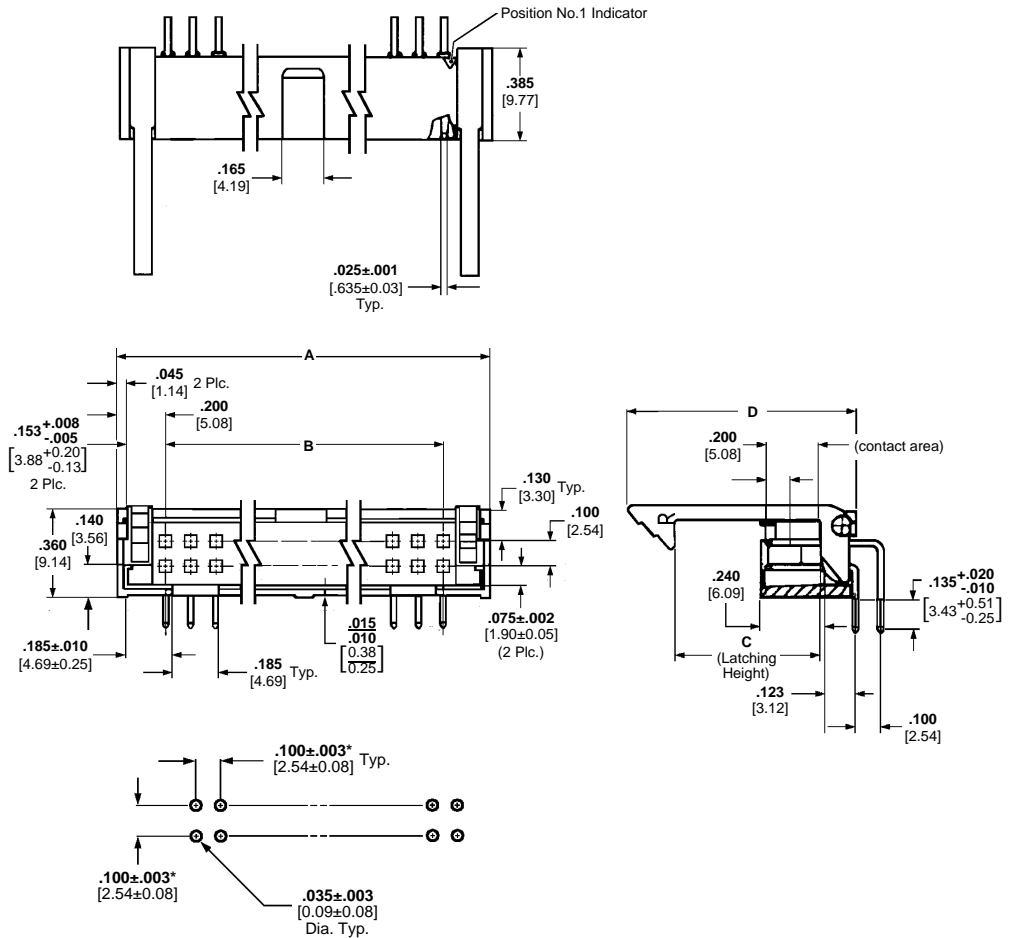 Position No.1 Indicator
.385
[9.77]
.165
[4.19]
.025±.001
[.635±0.03]
Typ.
A
.045
[1.14] 2 Plc.
.200
[5.08]
.153+.008
-.005
[3.88+0.20
-0.13]
2 Plc.
B
.130
[3.30] Typ.
.100
[2.54]
.140
[3.56]
.360
[9.14]
.185±.010
[4.69±0.25]
.185
[4.69] Typ.
.015
.010
[0.38
0.25]
.075±.002
[1.90±0.05]
(2 Plc.)
D
.200
[5.08]
(contact area)
R
.240
[6.09]
.135+.020
-.010
[3.43+0.51
-0.25]
C
(Latching
Height)
.123
[3.12]
.100
[2.54]
.100±.003*
[2.54±0.08] Typ.
.100±.003*
[2.54±0.08]
.035±.003
[0.09±0.08]
Dia. Typ.